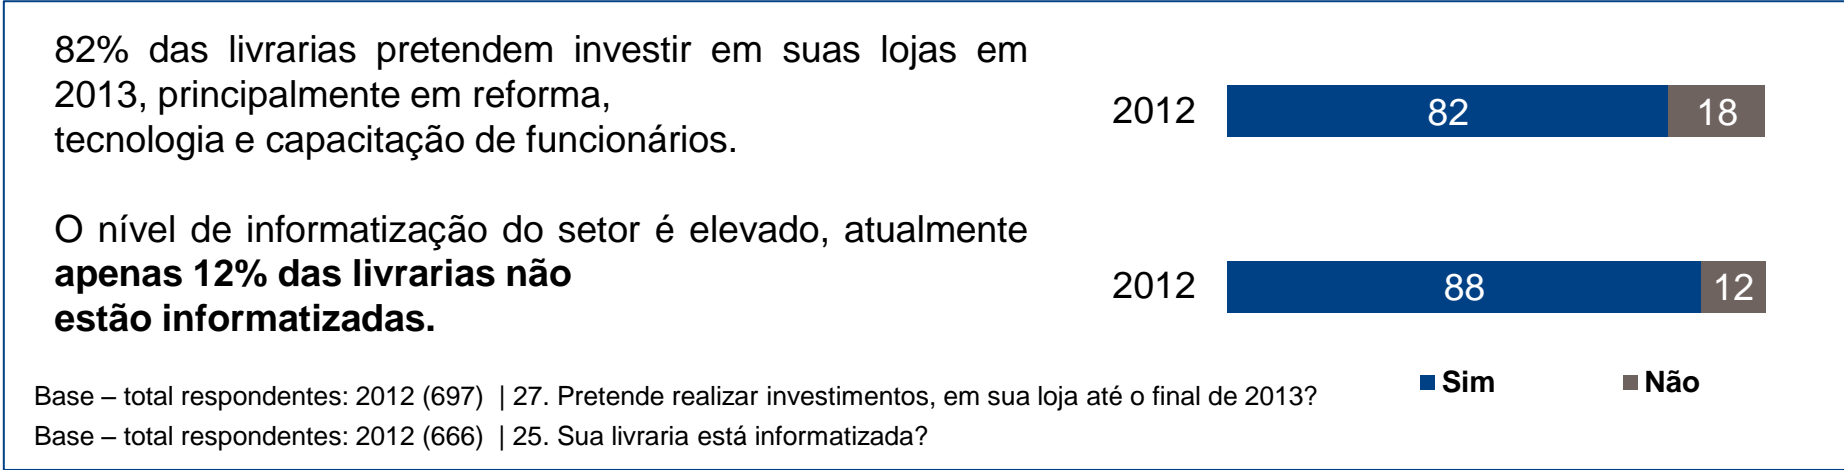 82% das livrarias pretendem investir em suas lojas em
2013, principalmente em reforma,
tecnologia e capacitação de funcionários.
2012 82 18
O nível de informatização do setor é elevado, atualmente
apenas 12% das livrarias não
estão informatizadas.
2012 88 12
Sim Não
Base – total respondentes: 2012 (697) | 27. Pretende realizar investimentos, em sua loja até o final de 2013?
Base – total respondentes: 2012 (666) | 25. Sua livraria está informatizada?